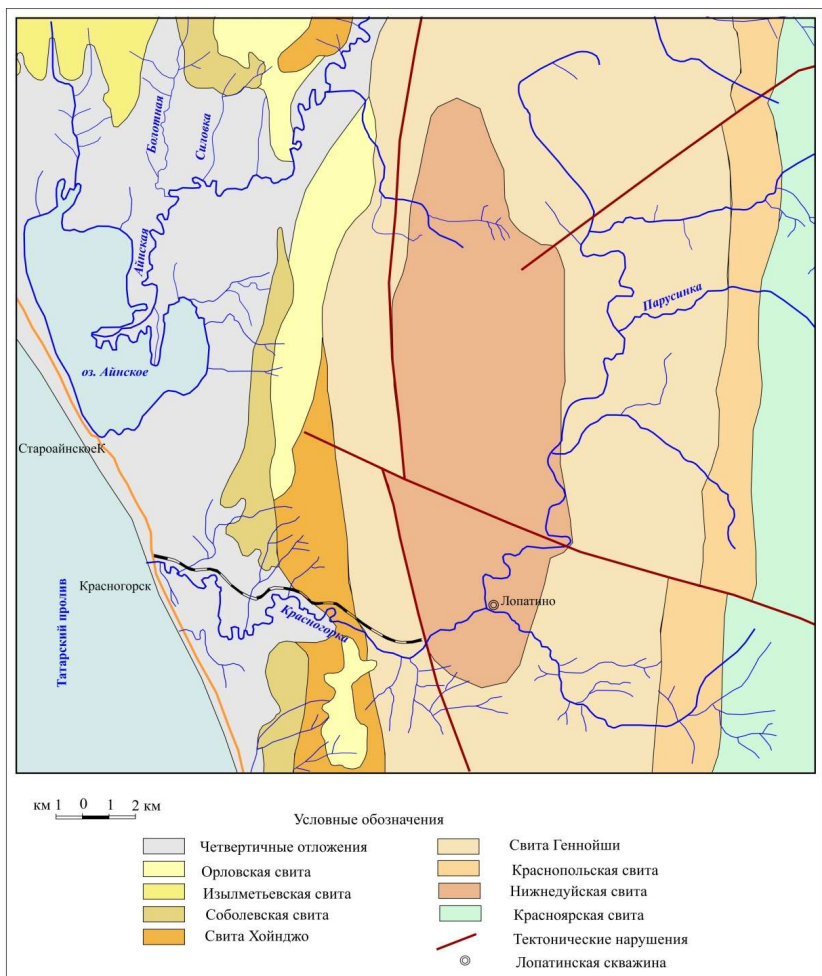 Болотная
Силовка
Айнская
Парусинка
оз. Айнское
СтароайнскоеК
Красногорск
Лопатино
Красногорка
Татарский пролив
км 1 0 1 2 км
Условные обозначения
Четвертичные отложения
Орловская свита
Изылметьевская свита
Соболевская свита
Свита Хойнджо
Свита Геннойши
Краснопольская свита
Нижнедуйская свита
Красноярская свита
Тектонические нарушения
Лопатинская скважина